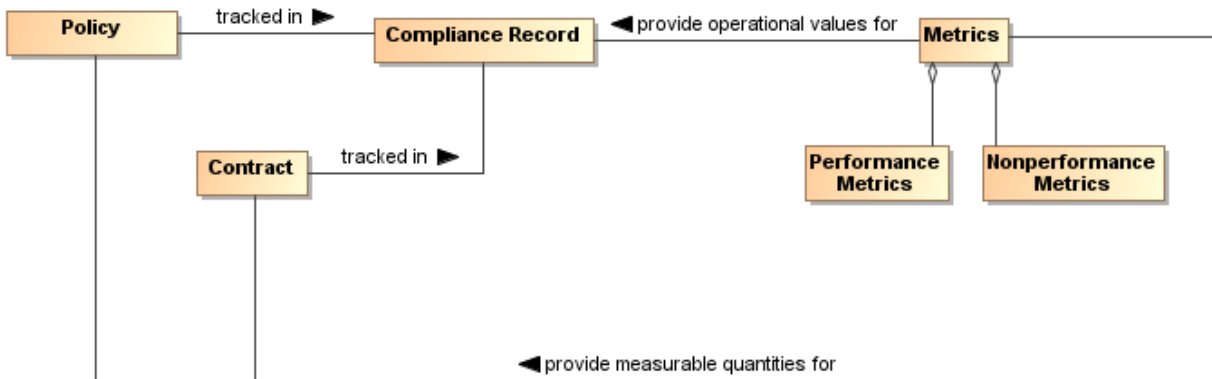 tracked in
provide operational values for
Policy
Compliance Record
Metrics
tracked in
Contract
Performance
Metrics
Nonperformance
Metrics
provide measurable quantities for